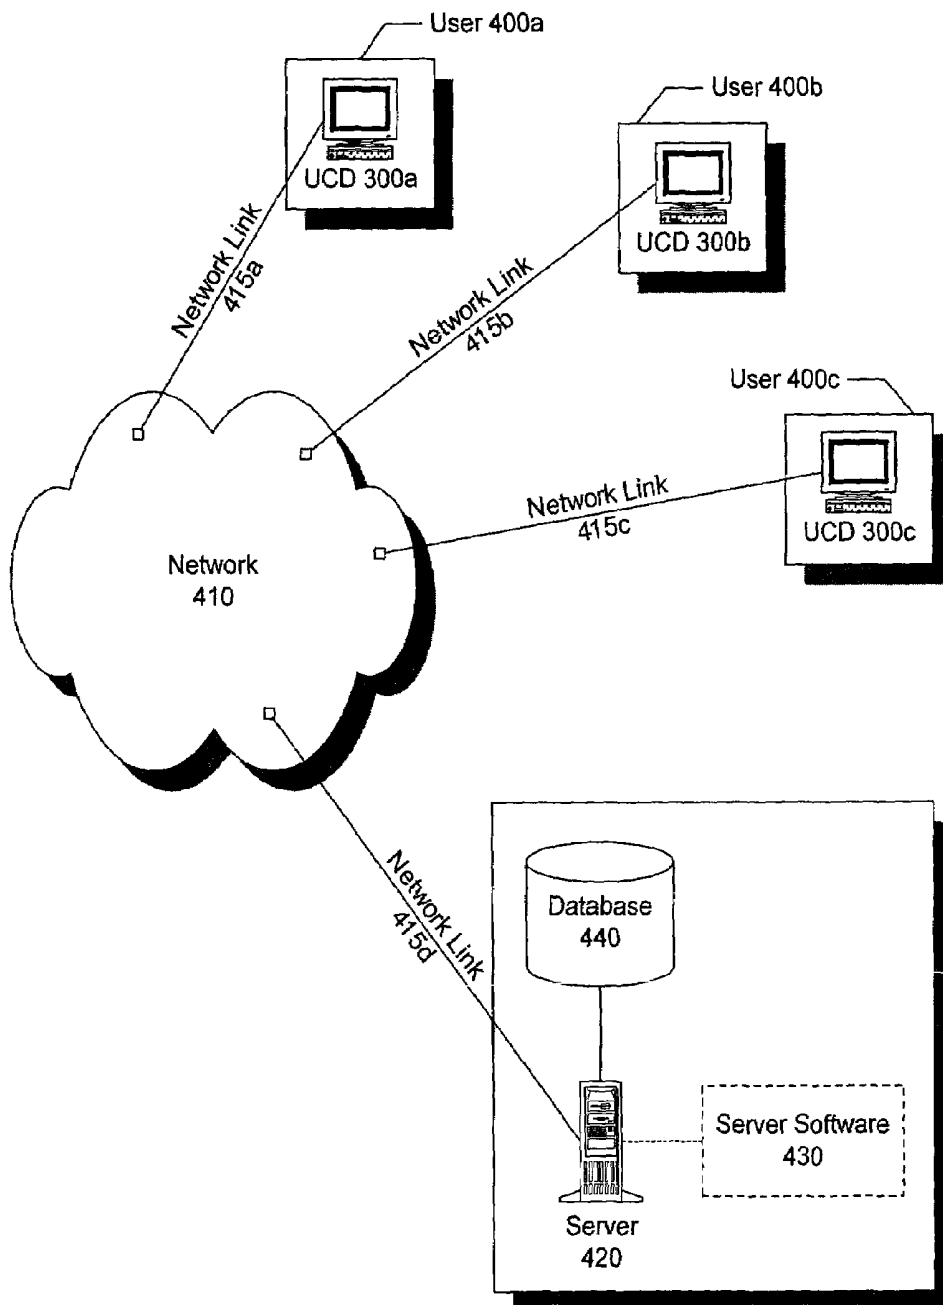 User 400a
UCD 300a
User 400b
UCD 300b
Network Link
415a
Network Link
415b
User 400c
UCD 300c
Network Link
415c
Network
410
Network Link
415d
Database
440
Server Software
430
Server
420